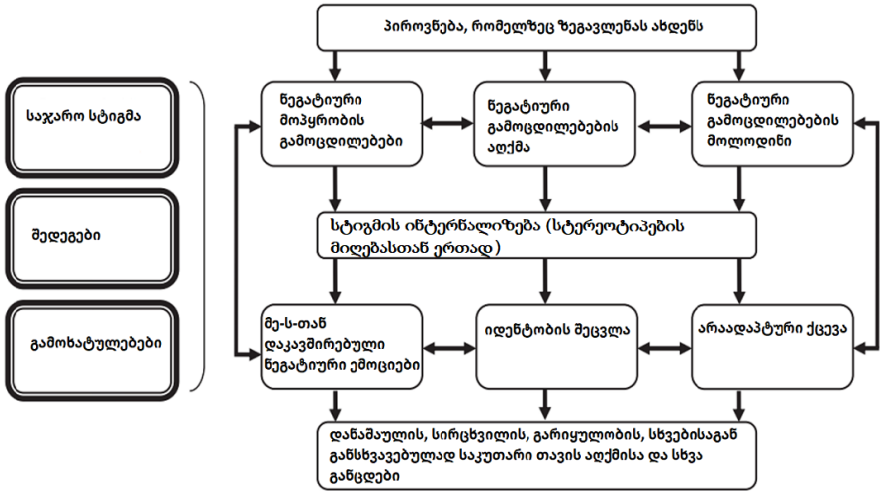 პიროვნება, რომელზეც ზეგავლენას ახდენს
საჯარო სტიგმა
შედეგები
გამოხატულებები
ნეგატიური
მოპყრობის
გამოცდილებები
ნეგატიური
გამოცდილებების
აღქმა
ნეგატიური
გამოცდილებების
მოლოდინი
სტიგმის ინტერნალიზება (სტერეოტიპების
მიღებასთან ერთად)
მე-ს-თან
დაკავშირებული
ნეგატიური ემოციები
იდენტობის შეცვლა
არაადაპტური ქცევა
დანაშაულის, სირცხვილის, გარიყულობის, სხვებისაგან
განსხვავებულად საკუთარი თავის აღქმისა და სხვა
განცდები